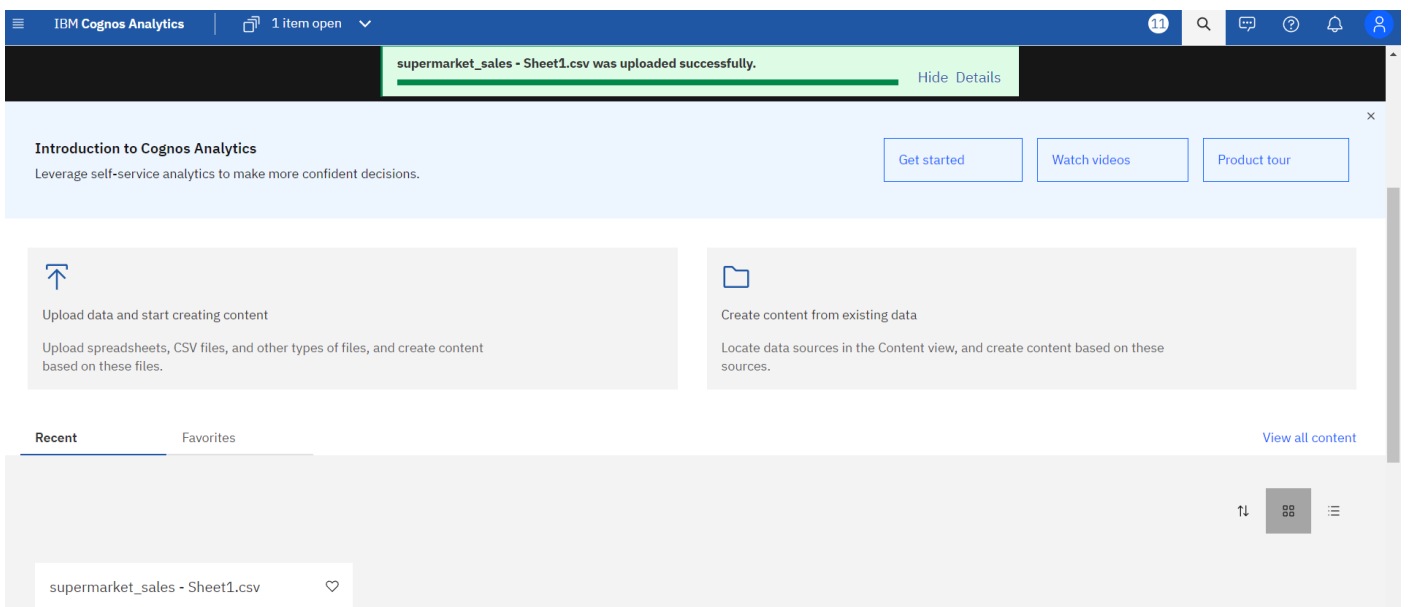 IBM Cognos Analytics
1 item open
11
supermarket_sales - Sheet1.csv was uploaded successfully.
Hide Details
Introduction to Cognos Analytics
Leverage self-service analytics to make more confident decisions.
Get started
Watch videos
Product tour
Upload data and start creating content
Upload spreadsheets, CSV files, and other types of files, and create content
based on these files.
Create content from existing data
Locate data sources in the Content view, and create content based on these
sources.
Recent
Favorites
View all content
supermarket_sales - Sheet1.csv